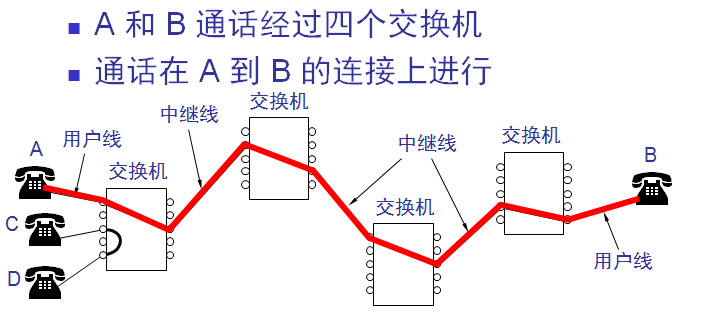 A 和 B 通话经过四个交换机
通话在 A 到 B 的连接上进行
交换机
中继线
A
用户线
交换机
中继线
交换机
B
C
交换机
D
用户线